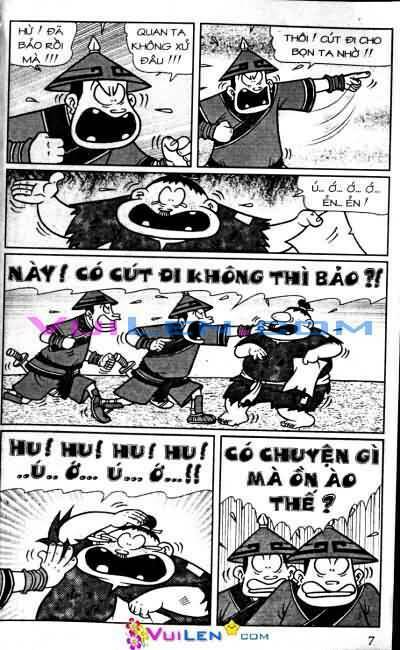 HỪ! ĐÃ
BẢO RỒI
MÀ!!!
QUAN TA
KHÔNG XỬ
ĐÂU!!!
THÔI! CÚT ĐI CHO
BỌN TA NHỜ!!
Ú... Ớ... Ớ... Ớ
ẺN... ẺN!
NÀY! CÓ CÚT ĐI KHÔNG THÌ BẢO?!
VUILEN.COM
HU! HU! HU! HU!
..Ú.. Ớ... Ú... Ớ...!!
CÓ CHUYỆN GÌ
MÀ ỒN ÀO
THẾ?
7
VUILEN.COM